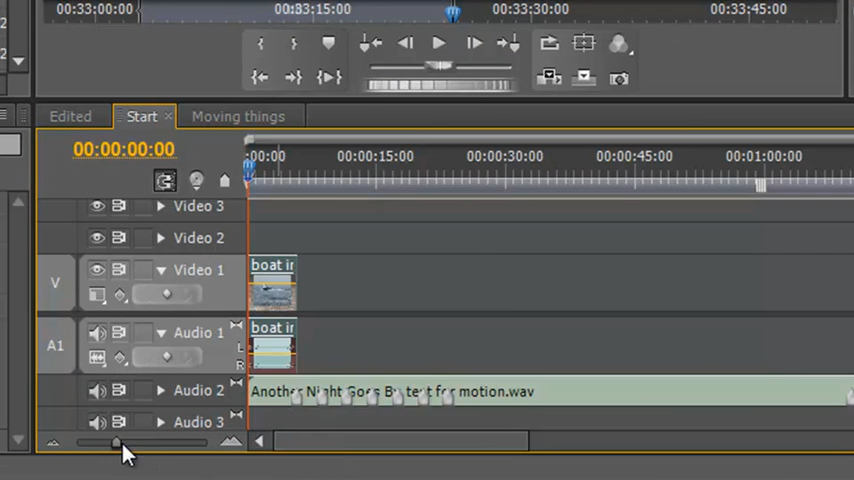 00:33:00:00 00:33:15:00 00:33:30:00 00:33:45:00
Edited Start × Moving things
00:00:00:00
:00:00 00:00:15:00 00:00:30:00 00:00:45:00 00:01:00:00
Video 3
Video 2
V Video 1 boat ir
A1 Audio 1 boat ir
L
R
Audio 2 Another Night Goes By text for motion.wav
Audio 3